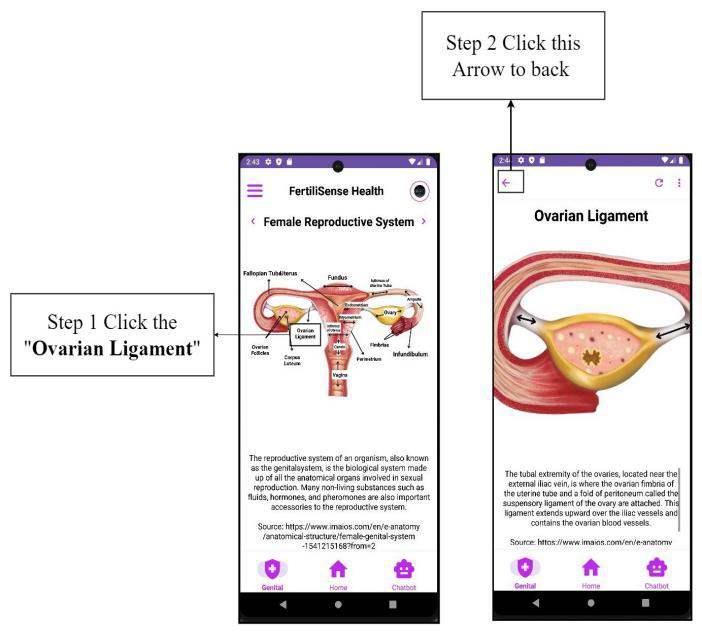 Step 2 Click this
Arrow to back
Step 1 Click the
"Ovarian Ligament"
2:43
FertiliSense Health
< Female Reproductive System >
Fallopian Tube
Uterus
Fundus
Isthmus of
Uterine Tube
Ampulla
Endometrium
Ovary
Myometrium
Ovarian
Ligament
Ovarian
Follicles
Corpus
Luteum
Cervix
Perimetrium
Fimbriae
Infundibulum
Vagina
The reproductive system of an organism, also known
as the genitalsystem, is the biological system made
up of all the anatomical organs involved in sexual
reproduction. Many non-living substances such as
fluids, hormones, and pheromones are also important
accessories to the reproductive system.
Source: https://www.imaios.com/en/e-anatomy
/anatomical-structure/female-genital-system
-1541215168?from=2
Genital
Home
Chatbot
2:44
Ovarian Ligament
The tubal extremity of the ovaries, located near the
external iliac vein, is where the ovarian fimbria of
the uterine tube and a fold of peritoneum called the
suspensory ligament of the ovary are attached. This
ligament extends upward over the iliac vessels and
contains the ovarian blood vessels.
Source: https://www.imaios.com/en/e-anatomy
Genital
Home
Chatbot